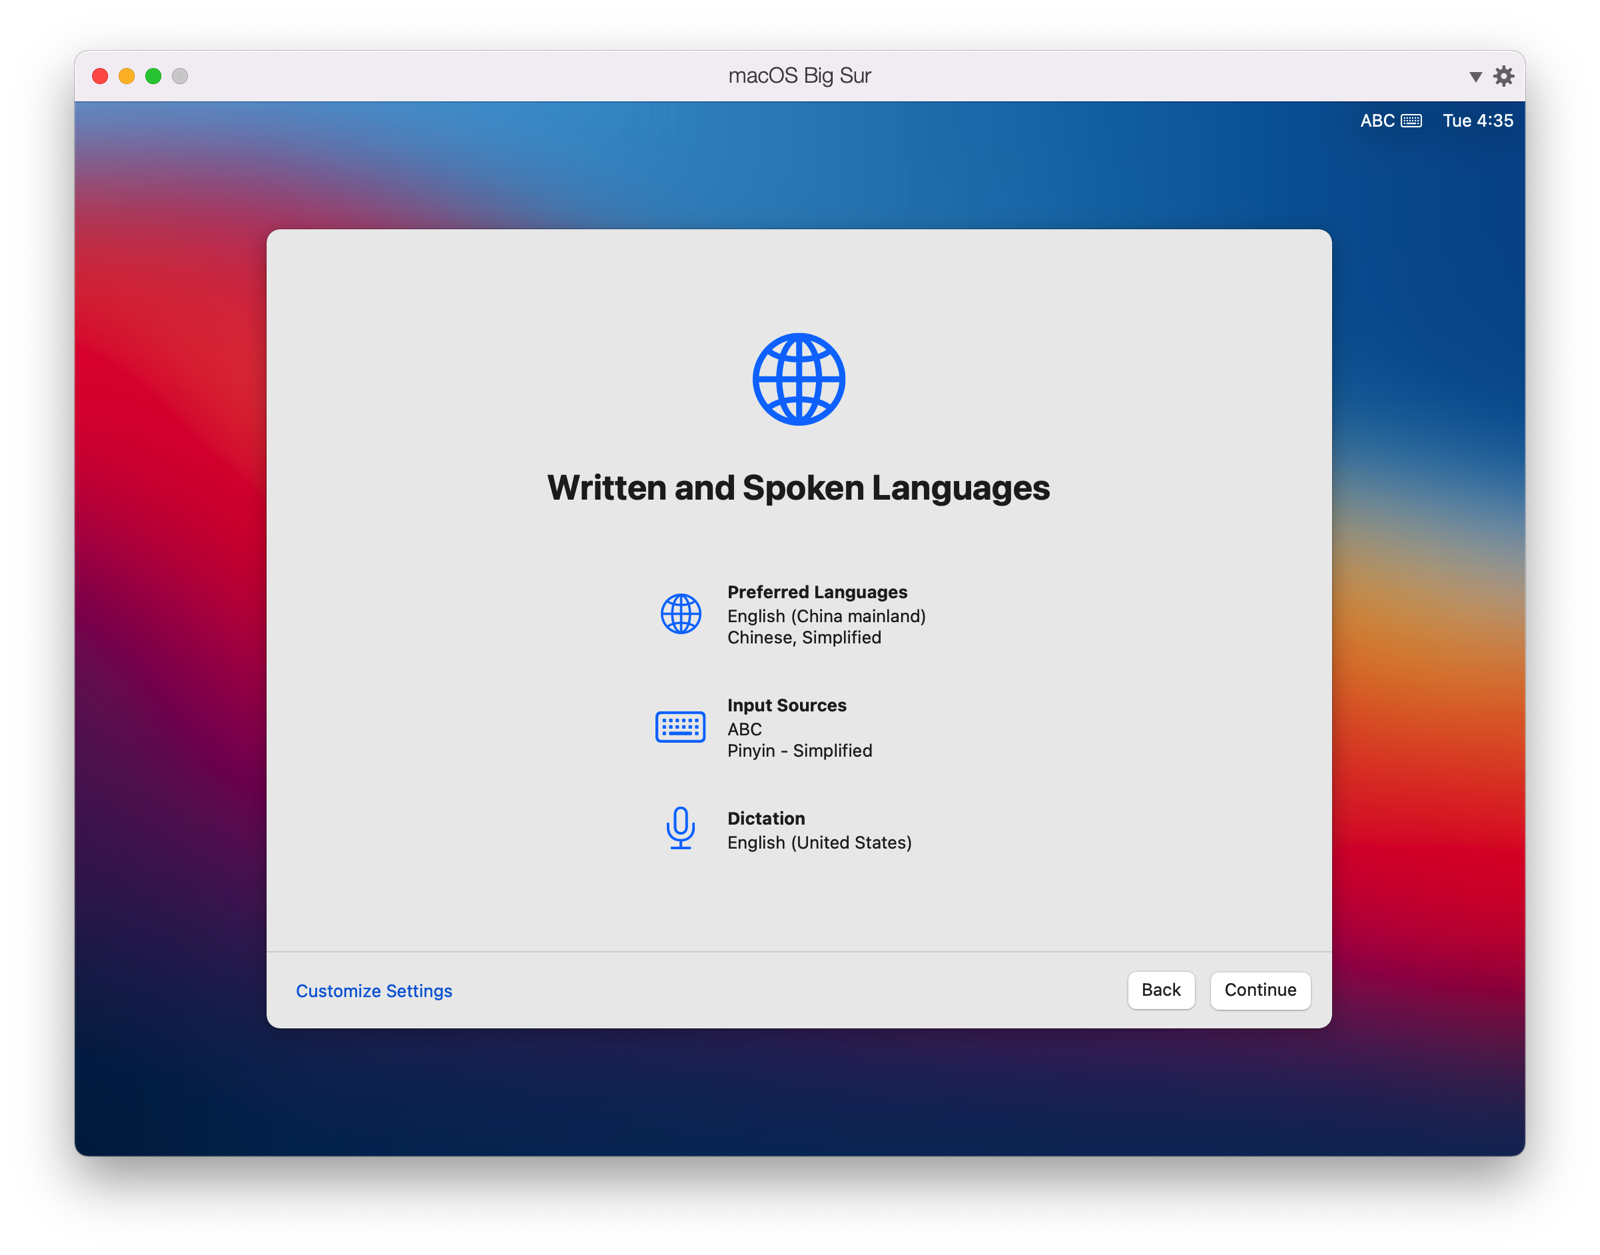 macOS Big Sur
ABC Tue 4:35
Written and Spoken Languages
Preferred Languages
English (China mainland)
Chinese, Simplified
Input Sources
ABC
Pinyin - Simplified
Dictation
English (United States)
Customize Settings
Back
Continue